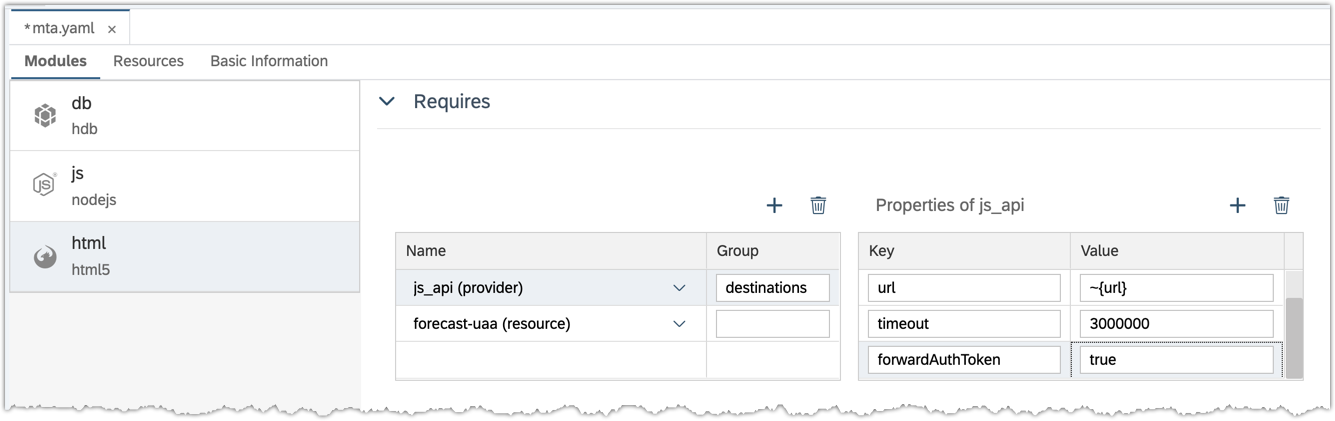 *mta.yaml ×
Modules Resources Basic Information
db
hdb
js
nodejs
html
html5
Requires
Properties of js_api
Name Group
js_api (provider) destinations
forecast-uaa (resource)
Key Value
url ~{url}
timeout 3000000
forwardAuthToken true